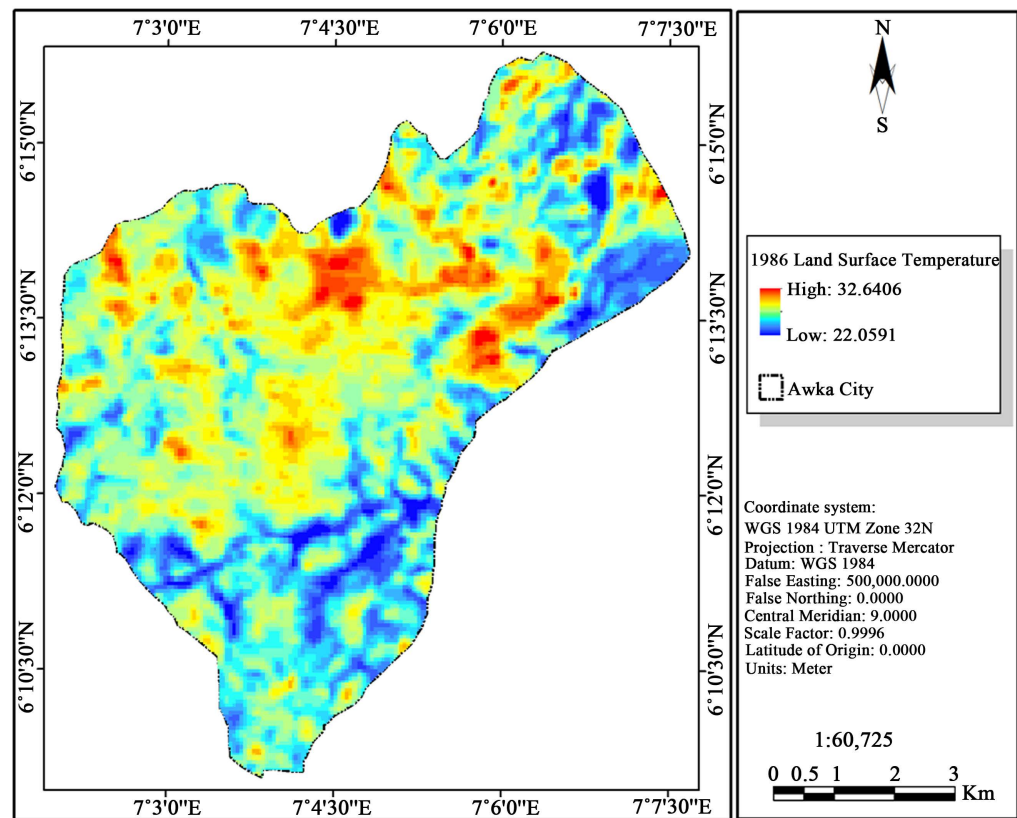 7°3'0"E 7°4'30"E 7°6'0"E 7°7'30"E
6°15'0"N
6°13'30"N
6°12'0"N
6°10'30"N
6°15'0"N
6°13'30"N
6°12'0"N
6°10'30"N
7°3'0"E 7°4'30"E 7°6'0"E 7°7'30"E
N
S
1986 Land Surface Temperature
High: 32.6406
Low: 22.0591
Awka City
Coordinate system:
WGS 1984 UTM Zone 32N
Projection : Traverse Mercator
Datum: WGS 1984
False Easting: 500,000.0000
False Northing: 0.0000
Central Meridian: 9.0000
Scale Factor: 0.9996
Latitude of Origin: 0.0000
Units: Meter
1:60,725
0 0.5 1 2 3
Km